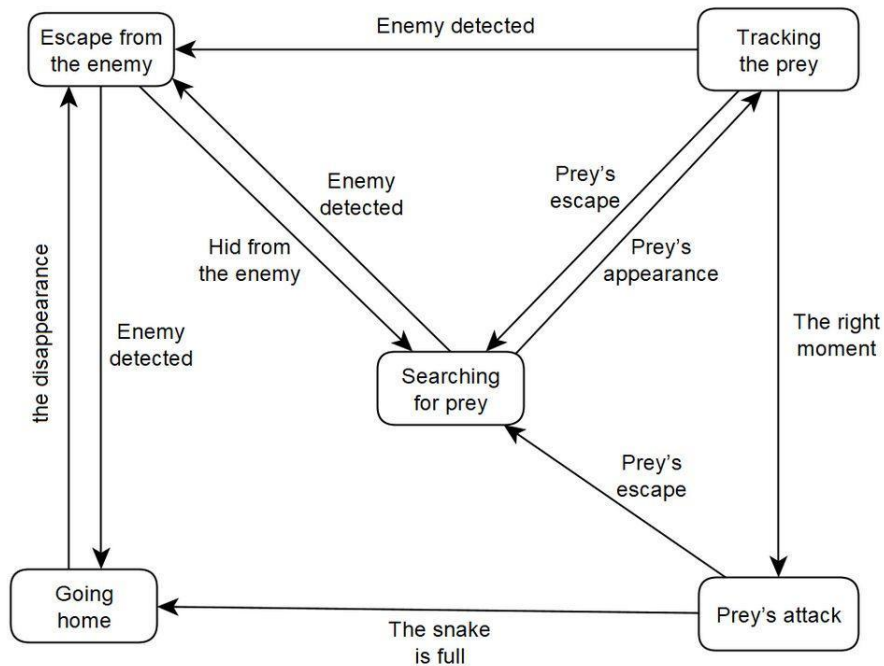 Escape from
the enemy
Enemy detected
Tracking
the prey
Enemy
detected
Prey's
escape
Hid from
the enemy
Prey's
appearance
the disappearance
Enemy
detected
The right
moment
Searching
for prey
Prey's
escape
Going
home
Prey's attack
The snake
is full